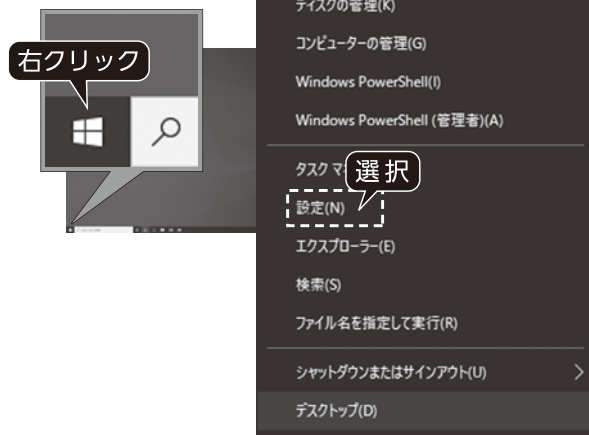 右クリック
ディスクの管理(K)
コンピューターの管理(G)
Windows PowerShell(I)
Windows PowerShell (管理者)(A)
タスク マ
選択
設定(N)
エクスプローラー(E)
検索(S)
ファイル名を指定して実行(R)
シャットダウンまたはサインアウト(U)
デスクトップ(D)